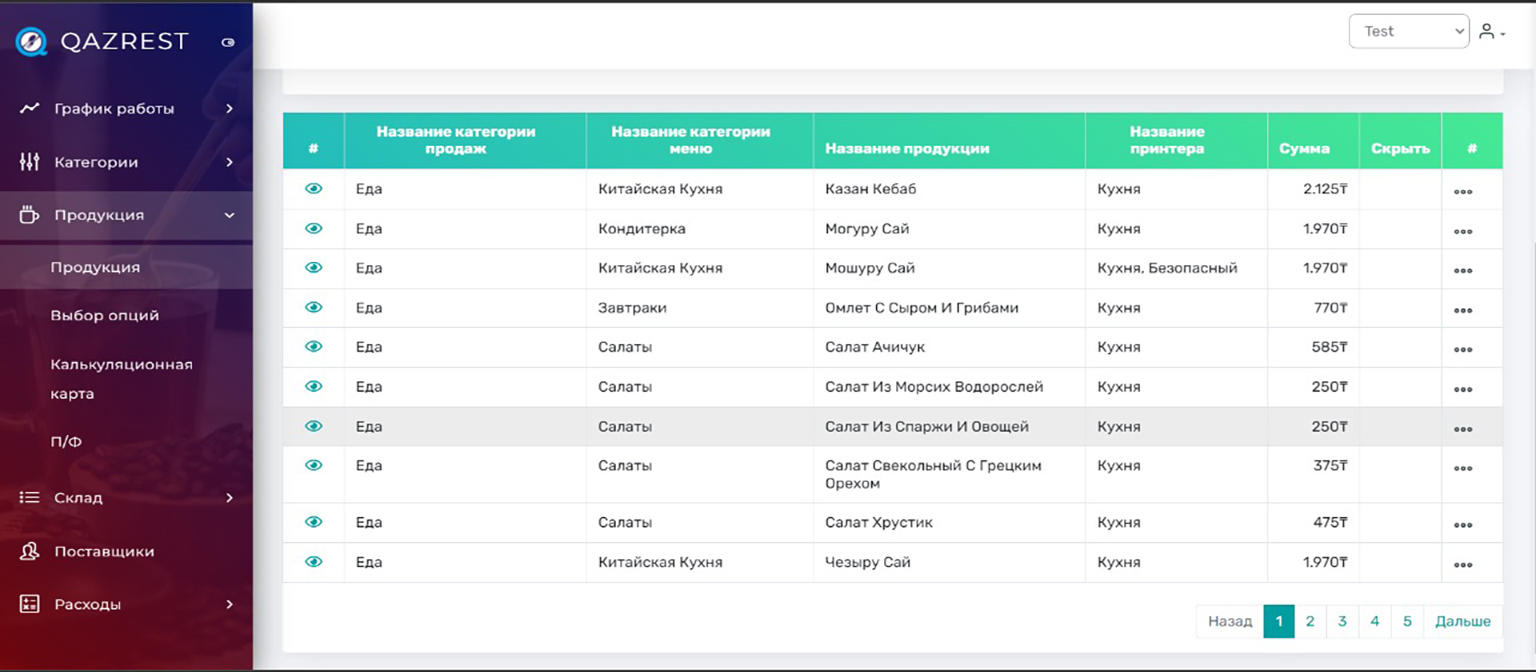 QAZREST
Test
График работы
Категории
Продукция
Продукция
Выбор опций
Калькуляционная
карта
П/Ф
Склад
Поставщики
Расходы
# Название категории продаж Название категории меню Название продукции Название принтера Сумма Скрыть #
Еда Китайская Кухня Казан Кебаб Кухня 2.125₸
Еда Кондитерка Могуру Сай Кухня 1.970₸
Еда Китайская Кухня Мошуру Сай Кухня, Безопасный 1.970₸
Еда Завтраки Омлет С Сыром И Грибами Кухня 770₸
Еда Салаты Салат Ачичук Кухня 585₸
Еда Салаты Салат Из Морсих Водорослей Кухня 250₸
Еда Салаты Салат Из Спаржи И Овощей Кухня 250₸
Еда Салаты Салат Свекольный С Грецким Орехом Кухня 375₸
Еда Салаты Салат Хрустик Кухня 475₸
Еда Китайская Кухня Чезыру Сай Кухня 1.970₸
Назад 1 2 3 4 5 Дальше